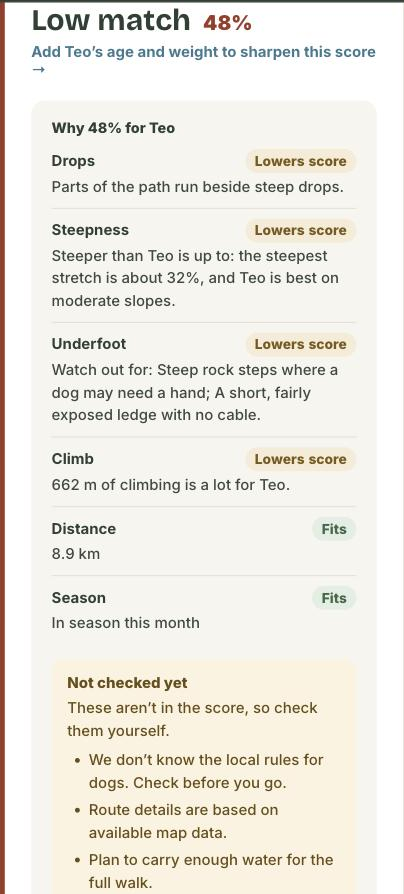 Low match 48%
Add Teo’s age and weight to sharpen this score
→
Why 48% for Teo
Drops Lowers score
Parts of the path run beside steep drops.
Steepness Lowers score
Steeper than Teo is up to: the steepest
stretch is about 32%, and Teo is best on
moderate slopes.
Underfoot Lowers score
Watch out for: Steep rock steps where a
dog may need a hand; A short, fairly
exposed ledge with no cable.
Climb Lowers score
662 m of climbing is a lot for Teo.
Distance Fits
8.9 km
Season Fits
In season this month
Not checked yet
These aren’t in the score, so check
them yourself.
• We don’t know the local rules for
dogs. Check before you go.
• Route details are based on
available map data.
• Plan to carry enough water for the
full walk.